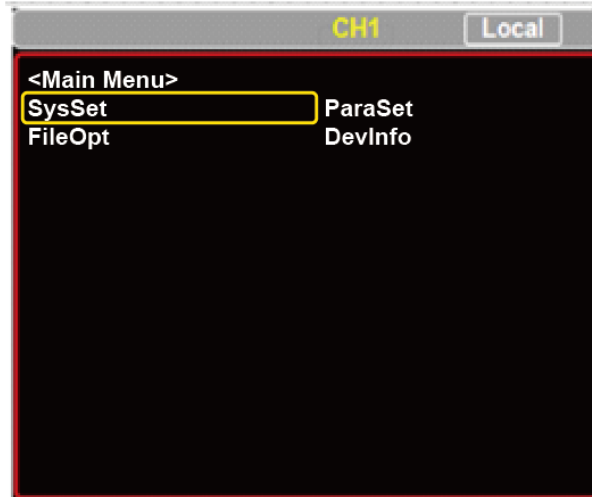 CH1 Local
<Main Menu>
SysSet ParaSet
FileOpt DevInfo